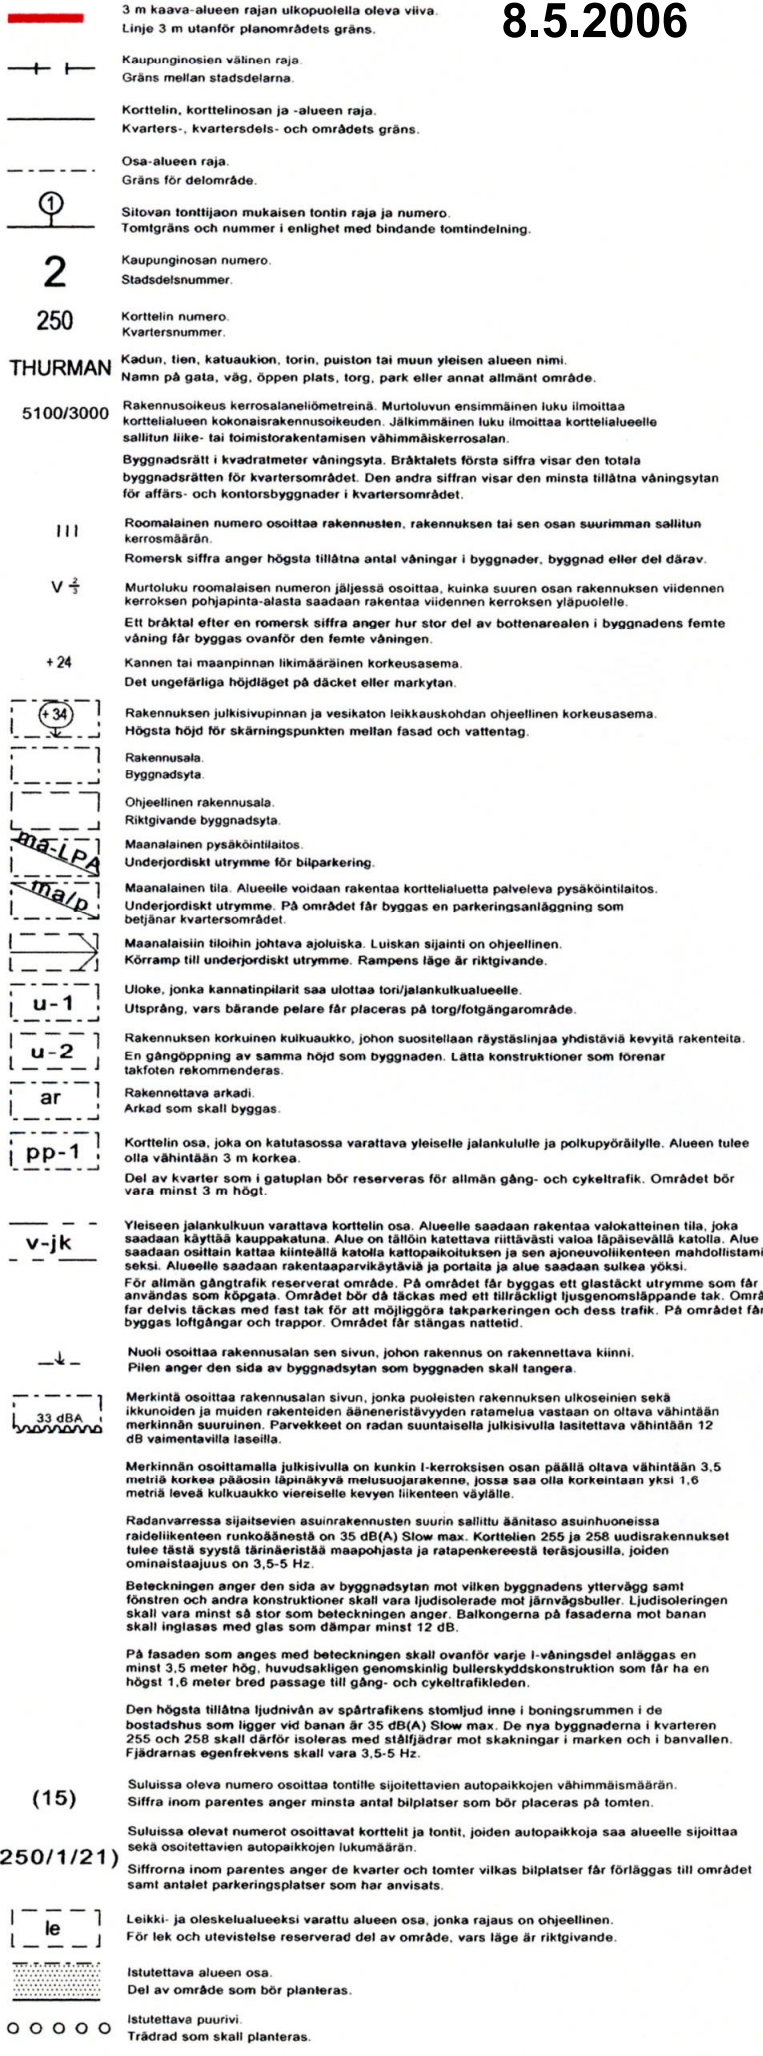 3 m kaava-alueen rajan ulkopuolella oleva viiva.
Linje 3 m utanför planområdets gräns.
8.5.2006
Kaupunginosien välinen raja.
Gräns mellan stadsdelarna.
Korttelin, korttelinosan ja -alueen raja.
Kvarters-, kvartersdels- och områdets gräns.
Osa-alueen raja.
Gräns för delområde.
1
Sitovan tonttijaon mukaisen tontin raja ja numero.
Tomtgräns och nummer i enlighet med bindande tomtindelning.
2
Kaupunginosan numero.
Stadsdelsnummer.
250
Korttelin numero.
Kvartersnummer.
THURMAN
Kadun, tien, katuaukion, torin, puiston tai muun yleisen alueen nimi.
Namn på gata, väg, öppen plats, torg, park eller annat allmänt område.
5100/3000
Rakennusoikeus kerrosalaneliömetreinä. Murtoluvun ensimmäinen luku ilmoittaa
korttelialueen kokonaisrakennusoikeuden. Jälkimmäinen luku ilmoittaa korttelialueelle
sallitun liike- tai toimistorakentamisen vähimmäiskerrosalan.
Byggnadsrätt i kvadratmeter våningsyta. Bråktalets första siffra visar den totala
byggnadsrätten för kvartersområdet. Den andra siffran visar den minsta tillåtna våningsytan
för affärs- och kontorsbyggnader i kvartersområdet.
III
Roomalainen numero osoittaa rakennusten, rakennuksen tai sen osan suurimman sallitun
kerrosmäärän.
Romersk siffra anger högsta tillåtna antal våningar i byggnader, byggnad eller del därav.
V 2/3
Murtoluku roomalaisen numeron jäljessä osoittaa, kuinka suuren osan rakennuksen viidennen
kerroksen pohjapinta-alasta saadaan rakentaa viidennen kerroksen yläpuolelle.
Ett bråktal efter en romersk siffra anger hur stor del av bottenarealen i byggnadens femte
våning får byggas ovanför den femte våningen.
+24
Kannen tai maanpinnan likimääräinen korkeusasema.
Det ungefärliga höjdläget på däcket eller markytan.
+34
Rakennuksen julkisivupinnan ja vesikaton leikkauskohdan ohjeellinen korkeusasema.
Högsta höjd för skärningspunkten mellan fasad och vattentag.
Rakennusala.
Byggnadsyta.
Ohjeellinen rakennusala.
Riktgivande byggnadsyta.
ma-LPA
Maanalainen pysäköintilaitos.
Underjordiskt utrymme för bilparkering.
ma/p
Maanalainen tila. Alueelle voidaan rakentaa korttelialuetta palveleva pysäköintilaitos.
Underjordiskt utrymme. På området får byggas en parkeringsanläggning som
betjänar kvartersområdet.
Maanalaisiin tiloihin johtava ajoluiska. Luiskan sijainti on ohjeellinen.
Körramp till underjordiskt utrymme. Rampens läge är riktgivande.
u-1
Uloke, jonka kannatinpilarit saa ulottaa tori/jalankulkualueelle.
Utsprång, vars bärande pelare får placeras på torg/fotgängarområde.
u-2
Rakennuksen korkuinen kulkuaukko, johon suositellaan räystäslinjaa yhdistäviä kevyitä rakenteita.
En gångöppning av samma höjd som byggnaden. Lätta konstruktioner som förenar
takfoten rekommenderas.
ar
Rakennettava arkadi.
Arkad som skall byggas.
pp-1
Korttelin osa, joka on katutasossa varattava yleiselle jalankululle ja polkupyöräilylle. Alueen tulee
olla vähintään 3 m korkea.
Del av kvarter som i gatuplan bör reserveras för allmän gång- och cykeltrafik. Området bör
vara minst 3 m högt.
v-jk
Yleiseen jalankulkuun varattava korttelin osa. Alueelle saadaan rakentaa valokatteinen tila, joka
saadaan käyttää kauppakatuna. Alue on tällöin katettava riittävästi valoa läpäisevällä katolla. Alue
saadaan osittain kattaa kiinteällä katolla kattopaikoituksen ja sen ajoneuvoliikenteen mahdollistami
seksi. Alueelle saadaan rakentaaparvikäytäviä ja portaita ja alue saadaan sulkea yöksi.
För allmän gångtrafik reserverat område. På området får byggas ett glastäckt utrymme som får
användas som köpgata. Området bör då täckas med ett tillräckligt ljusgenomsläppande tak. Områ
far delvis täckas med fast tak för att möjliggöra takparkeringen och dess trafik. På området får
byggas loftgångar och trappor. Området får stängas nattetid.
Nuoli osoittaa rakennusalan sen sivun, johon rakennus on rakennettava kiinni.
Pilen anger den sida av byggnadsytan som byggnaden skall tangera.
33 dBA
Merkintä osoittaa rakennusalan sivun, jonka puoleisten rakennuksen ulkoseinien sekä
ikkunoiden ja muiden rakenteiden ääneneristävyyden ratamelua vastaan on oltava vähintään
merkinnän suuruinen. Parvekkeet on radan suuntaisella julkisivulla lasitettava vähintään 12
dB vaimentavilla laseilla.
Merkinnän osoittamalla julkisivulla on kunkin I-kerroksisen osan päällä oltava vähintään 3,5
metriä korkea pääosin läpinäkyvä melusuojarakenne, jossa saa olla korkeintaan yksi 1,6
metriä leveä kulkuaukko viereiselle kevyen liikenteen väylälle.
Radanvarressa sijaitsevien asuinrakennusten suurin sallittu äänitaso asuinhuoneissa
raideliikenteen runkoäänestä on 35 dB(A) Slow max. Korttelien 255 ja 258 uudisrakennukset
tulee tästä syystä tärinäeristää maapohjasta ja ratapenkereestä teräsjousilla, joiden
ominaistaajuus on 3,5-5 Hz.
Beteckningen anger den sida av byggnadsytan mot vilken byggnadens yttervägg samt
fönstren och andra konstruktioner skall vara ljudisolerade mot järnvägsbuller. Ljudisoleringen
skall vara minst så stor som beteckningen anger. Balkongerna på fasaderna mot banan
skall inglasas med glas som dämpar minst 12 dB.
På fasaden som anges med beteckningen skall ovanför varje I-våningsdel anläggas en
minst 3,5 meter hög, huvudsakligen genomskinlig bullerskyddskonstruktion som får ha en
högst 1,6 meter bred passage till gång- och cykeltrafikleden.
Den högsta tillåtna ljudnivån av spårtrafikens stomljud inne i boningsrummen i de
bostadshus som ligger vid banan är 35 dB(A) Slow max. De nya byggnaderna i kvarteren
255 och 258 skall därför isoleras med stålfjädrar mot skakningar i marken och i banvallen.
Fjädrarnas egenfrekvens skall vara 3,5-5 Hz.
(15)
Suluissa oleva numero osoittaa tontille sijoitettavien autopaikkojen vähimmäismäärän.
Siffra inom parentes anger minsta antal bilplatser som bör placeras på tomten.
250/1/21)
Suluissa olevat numerot osoittavat korttelit ja tontit, joiden autopaikkoja saa alueelle sijoittaa
sekä osoitettavien autopaikkojen lukumäärän.
Siffrorna inom parentes anger de kvarter och tomter vilkas bilplatser får förläggas till området
samt antalet parkeringsplatser som har anvisats.
le
Leikki- ja oleskelualueeksi varattu alueen osa, jonka rajaus on ohjeellinen.
För lek och utevistelse reserverad del av område, vars läge är riktgivande.
Istutettava alueen osa.
Del av område som bör planteras.
Istutettava puurivi.
Trädrad som skall planteras.